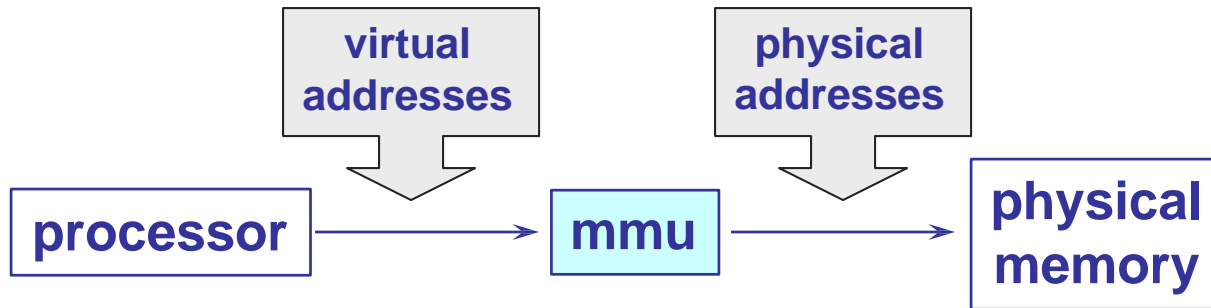 virtual
addresses
physical
addresses
processor
mmu
physical
memory